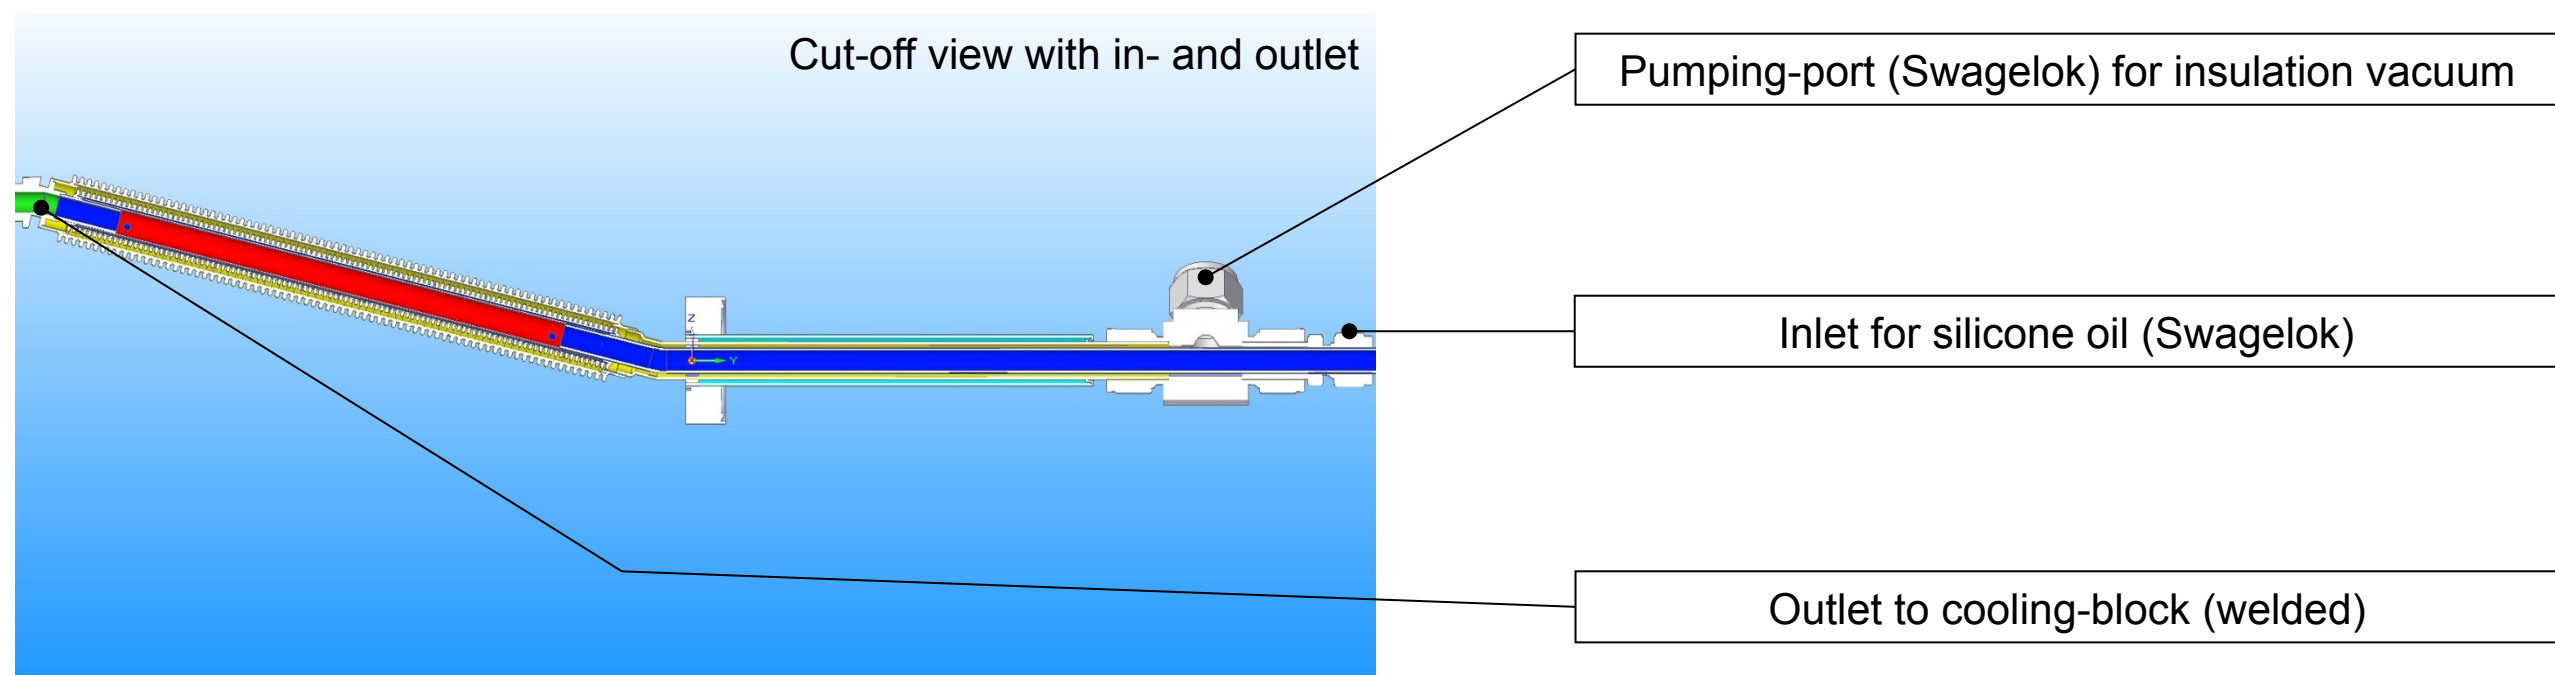 Cut-off view with in- and outlet
Pumping-port (Swagelok) for insulation vacuum
Z
Y
Inlet for silicone oil (Swagelok)
Outlet to cooling-block (welded)